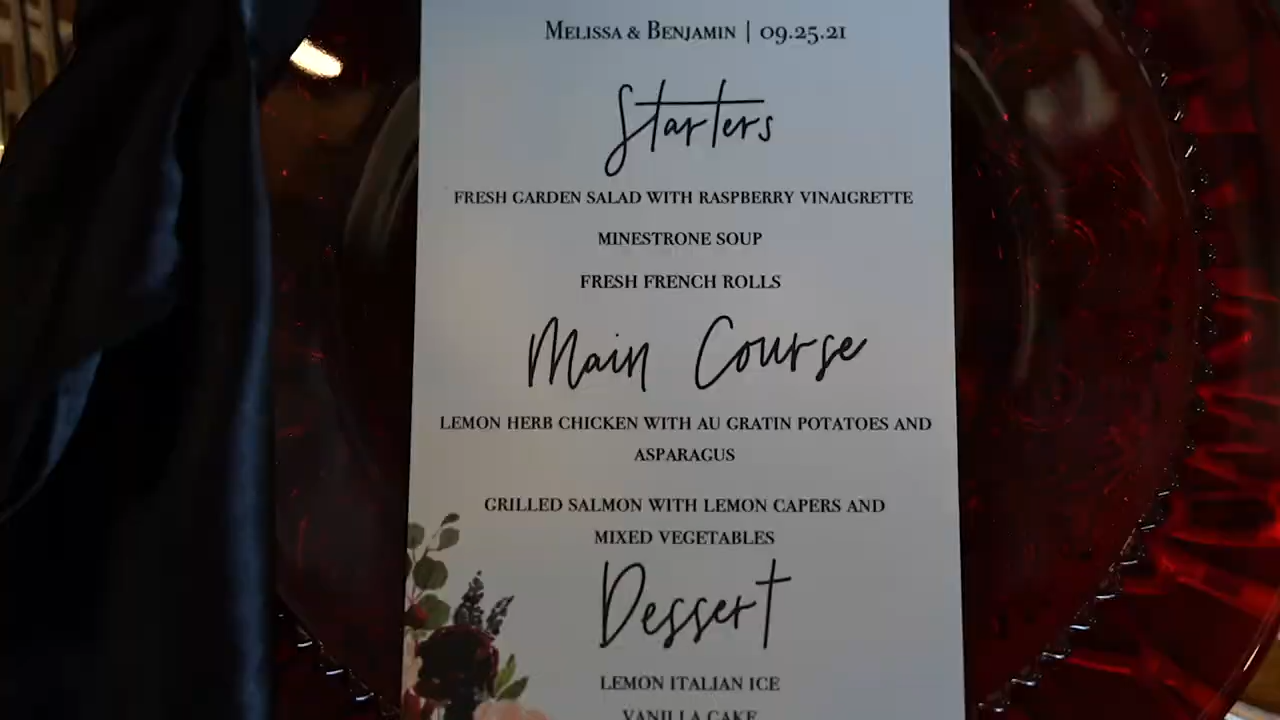 Melissa & Benjamin | 09.25.21
Starters
FRESH GARDEN SALAD WITH RASPBERRY VINAIGRETTE
MINESTRONE SOUP
FRESH FRENCH ROLLS
Main Course
LEMON HERB CHICKEN WITH AU GRATIN POTATOES AND
ASPARAGUS
GRILLED SALMON WITH LEMON CAPERS AND
MIXED VEGETABLES
Dessert
LEMON ITALIAN ICE
VANILLA CAKE